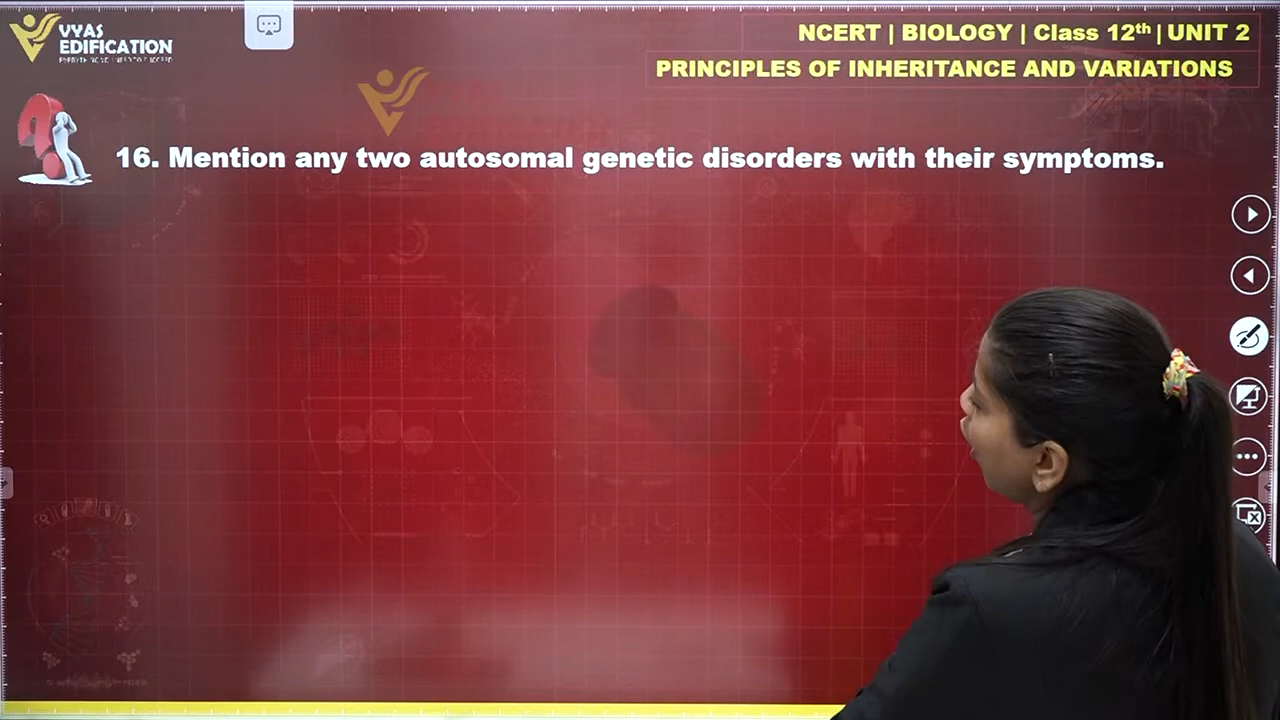 VYAS
EDIFICATION
NCERT | BIOLOGY | Class 12th | UNIT 2
PRINCIPLES OF INHERITANCE AND VARIATIONS
16. Mention any two autosomal genetic disorders with their symptoms.